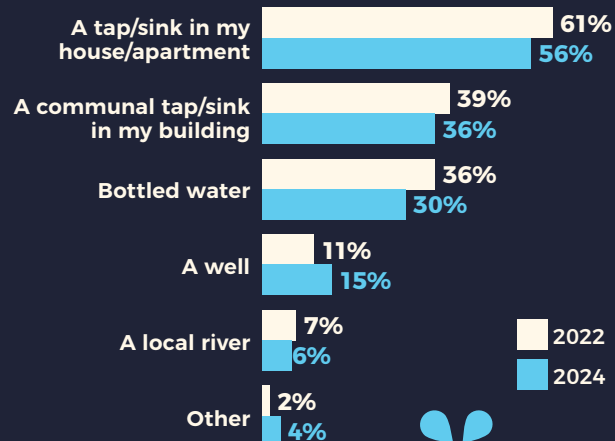 A tap/sink in my
house/apartment
61%
56%
A communal tap/sink
in my building
39%
36%
Bottled water
36%
30%
A well
11%
15%
A local river
7%
6%
Other
2%
4%
2022
2024